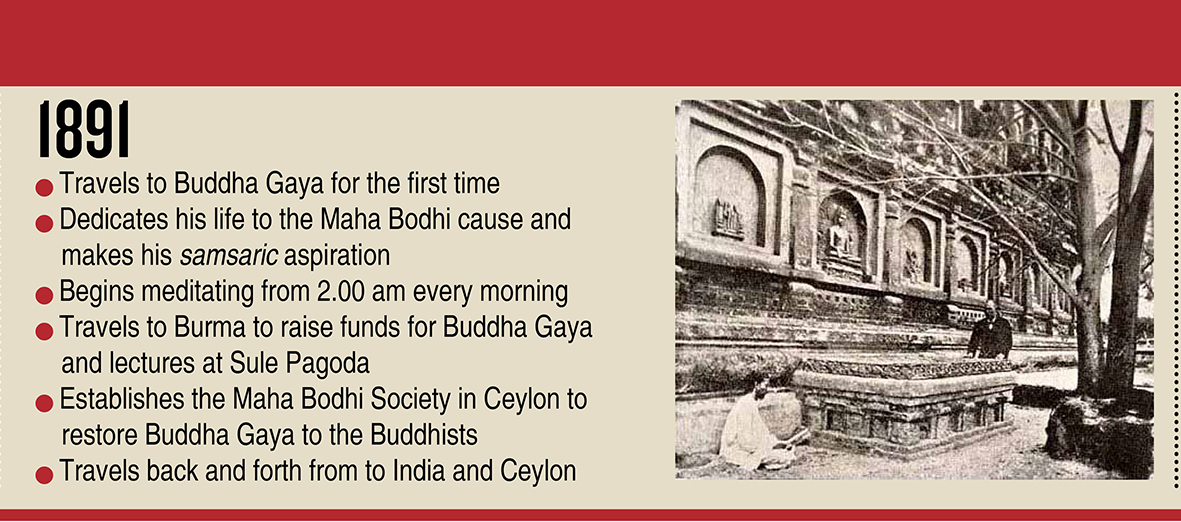 1891
Travels to Buddha Gaya for the first time
Dedicates his life to the Maha Bodhi cause and
makes his samsaric aspiration
Begins meditating from 2.00 am every morning
Travels to Burma to raise funds for Buddha Gaya
and lectures at Sule Pagoda
Establishes the Maha Bodhi Society in Ceylon to
restore Buddha Gaya to the Buddhists
Travels back and forth from to India and Ceylon